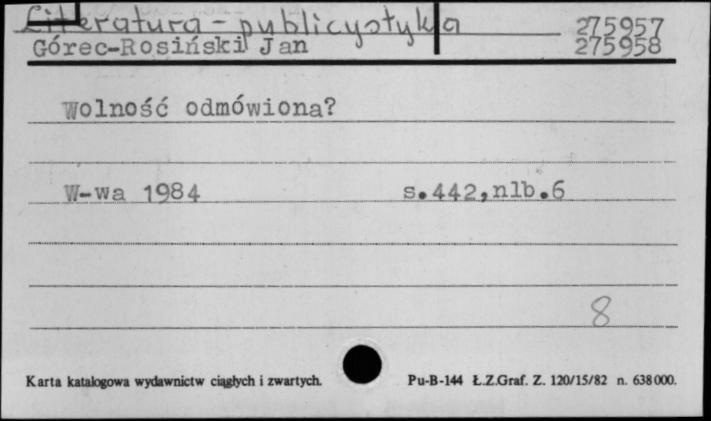 Literatura - publicystyka 275957
Górec-Rosiński Jan 275958
Wolność odmówiona?
W-wa 1984 s.442,nlb.6
8
Karta katalogowa wydawnictw ciągłych i zwartych. Pu-B-144 Ł.Z.Graf. Z. 120/15/82 n. 638000.